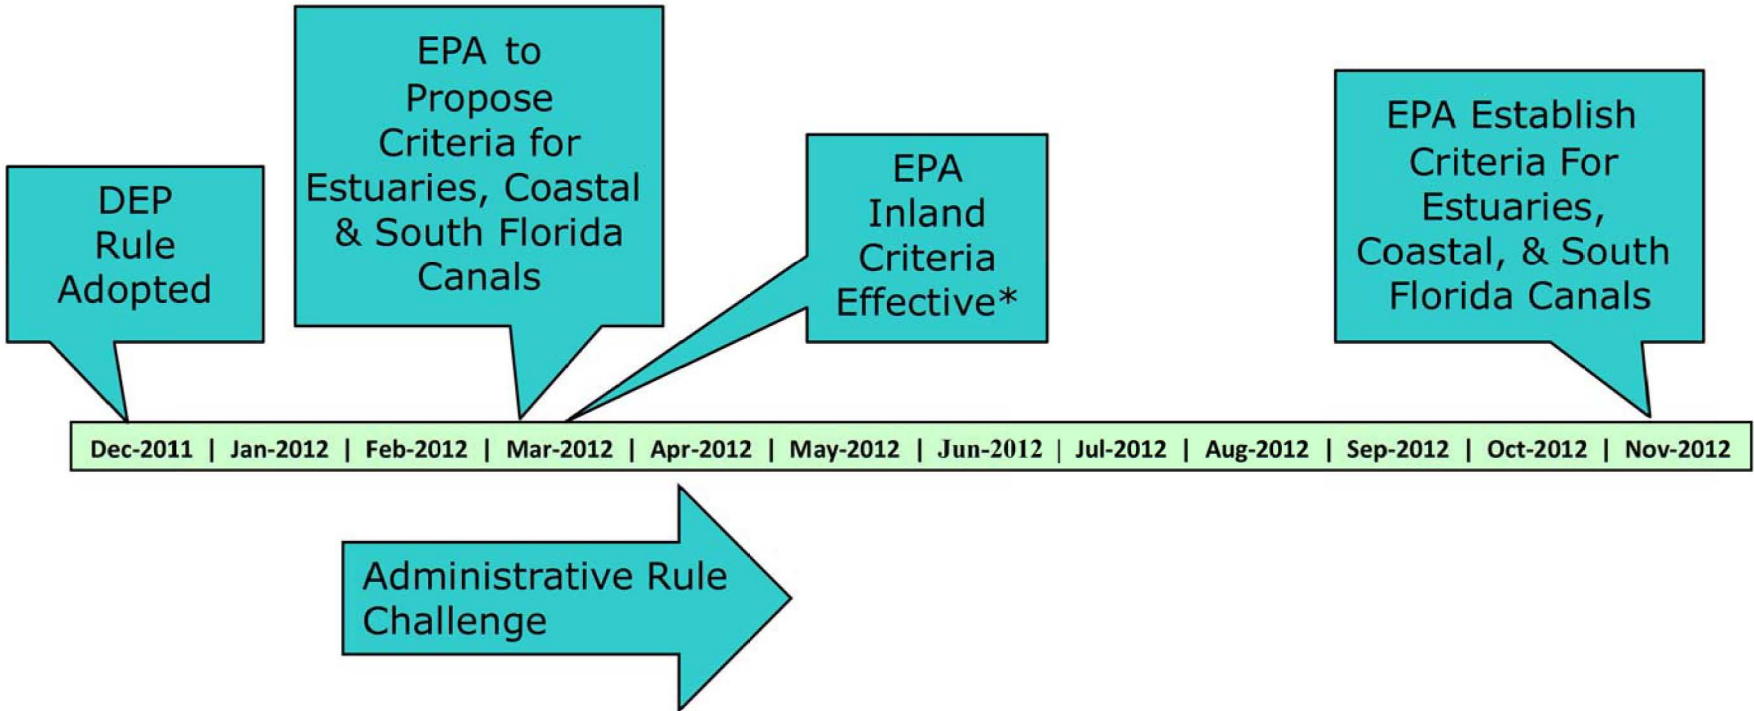 DEP
Rule
Adopted
EPA to
Propose
Criteria for
Estuaries, Coastal
& South Florida
Canals
EPA
Inland
Criteria
Effective*
EPA Establish
Criteria For
Estuaries,
Coastal, & South
Florida Canals
Dec-2011 | Jan-2012 | Feb-2012 | Mar-2012 | Apr-2012 | May-2012 | Jun-2012 | Jul-2012 | Aug-2012 | Sep-2012 | Oct-2012 | Nov-2012
Administrative Rule
Challenge